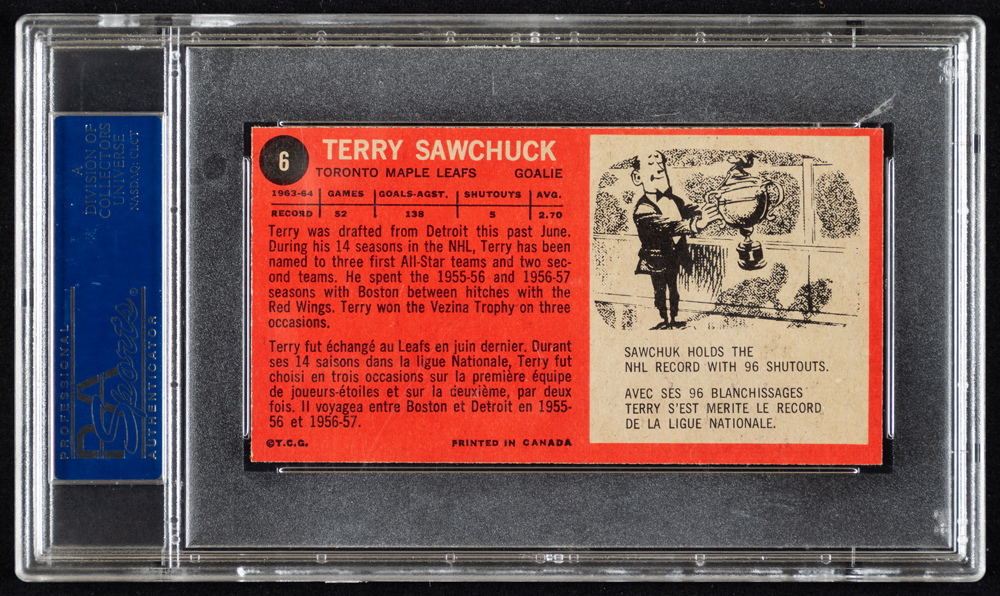 A
DIVISION OF
COLLECTORS
UNIVERSE
NASDAQ: CLCT
PROFESSIONAL
PSA
Sports®
AUTHENTICATOR
6
TERRY SAWCHUCK
TORONTO MAPLE LEAFS GOALIE
1963-64 GAMES GOALS-AGST. SHUTOUTS AVG.
RECORD 52 138 5 2.70
Terry was drafted from Detroit this past June.
During his 14 seasons in the NHL, Terry has been
named to three first All-Star teams and two sec-
ond teams. He spent the 1955-56 and 1956-57
seasons with Boston between hitches with the
Red Wings. Terry won the Vezina Trophy on three
occasions.
Terry fut échangé au Leafs en juin dernier. Durant
ses 14 saisons dans la ligue Nationale, Terry fut
choisi en trois occasions sur la première équipe
de joueurs-étoiles et sur la deuxième, par deux
fois. Il voyagea entre Boston et Detroit en 1955-
56 et 1956-57.
©T.C.G. PRINTED IN CANADA
SAWCHUK HOLDS THE
NHL RECORD WITH 96 SHUTOUTS.
AVEC SES 96 BLANCHISSAGES
TERRY S'EST MERITE LE RECORD
DE LA LIGUE NATIONALE.